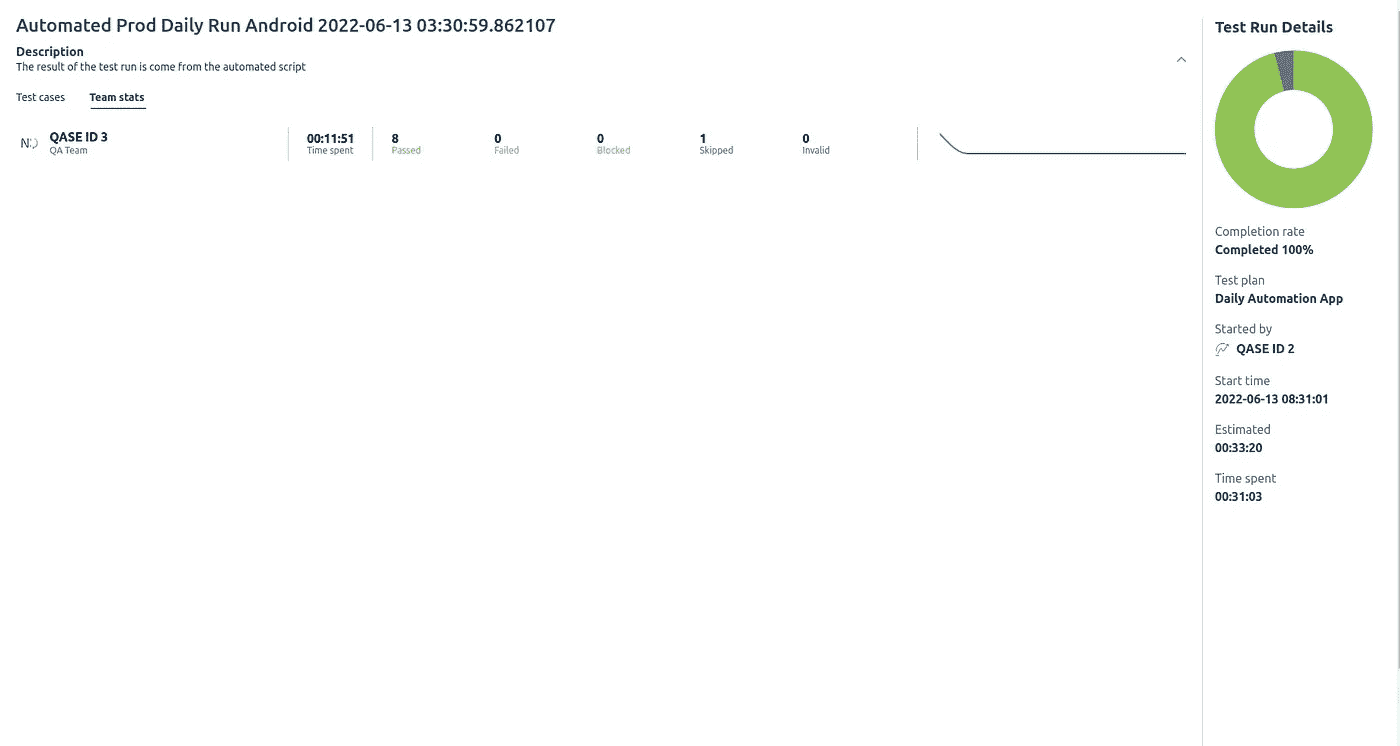 Automated Prod Daily Run Android 2022-06-13 03:30:59.862107
Description
The result of the test run is come from the automated script
Test cases Team stats
QASE ID 3
QA Team
00:11:51
Time spent
8
Passed
0
Failed
0
Blocked
1
Skipped
0
Invalid
Test Run Details
Completion rate
Completed 100%
Test plan
Daily Automation App
Started by
QASE ID 2
Start time
2022-06-13 08:31:01
Estimated
00:33:20
Time spent
00:31:03